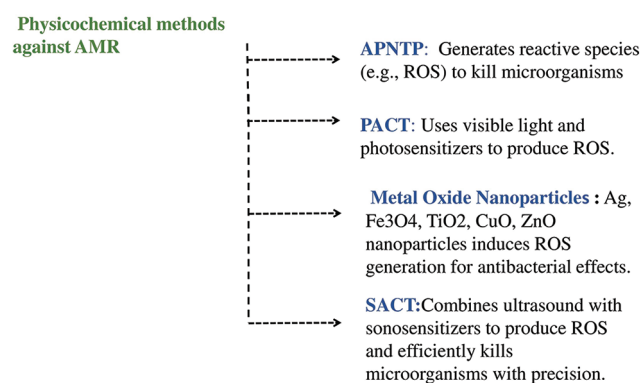 Physicochemical methods
against AMR
APNTP: Generates reactive species
(e.g., ROS) to kill microorganisms
PACT: Uses visible light and
photosensitizers to produce ROS.
Metal Oxide Nanoparticles : Ag,
Fe3O4, TiO2, CuO, ZnO
nanoparticles induces ROS
generation for antibacterial effects.
SACT:Combines ultrasound with
sonosensitizers to produce ROS
and efficiently kills
microorganisms with precision.